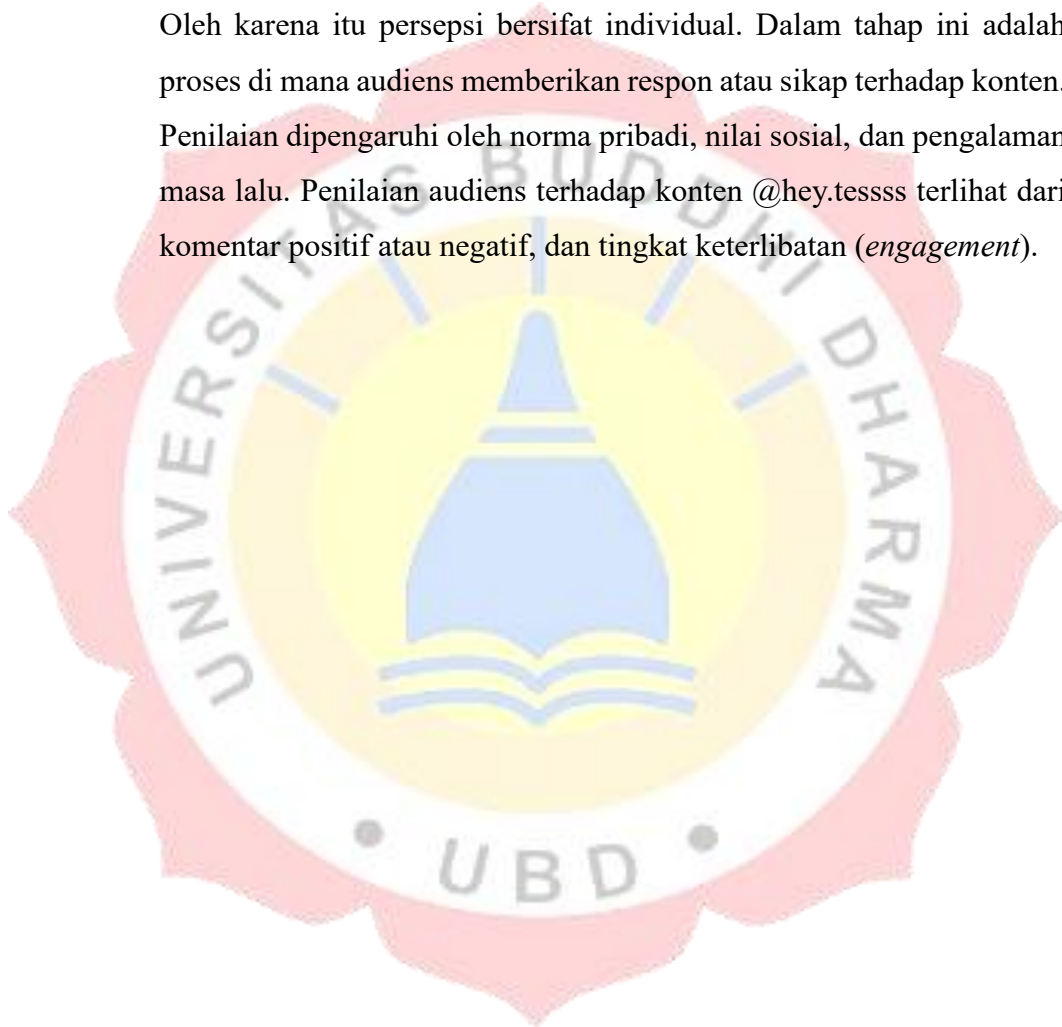 Oleh karena itu persepsi bersifat individual. Dalam tahap ini adalah
proses di mana audiens memberikan respon atau sikap terhadap konten.
Penilaian dipengaruhi oleh norma pribadi, nilai sosial, dan pengalaman
masa lalu. Penilaian audiens terhadap konten @hey.tessss terlihat dari
komentar positif atau negatif, dan tingkat keterlibatan (engagement).
UNIVERSITAS BUDDHI DHARMA
• UBD •